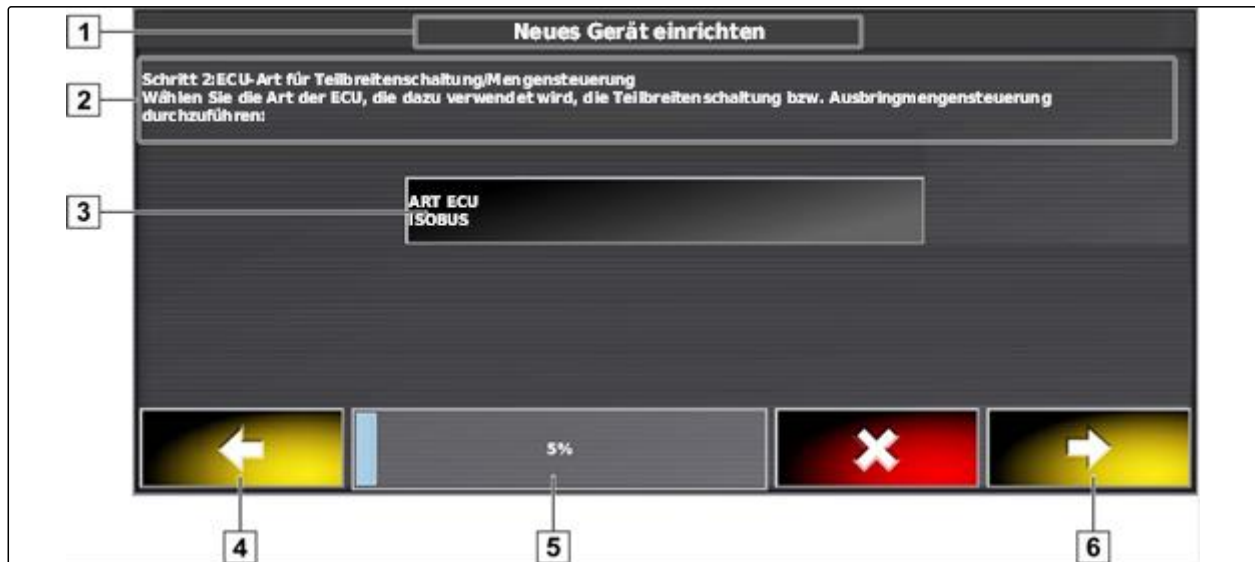 1
Neues Gerät einrichten
2
Schritt 2:ECU-Art für Teilbreitenschaltung/Mengensteuerung
Wählen Sie die Art der ECU, die dazu verwendet wird, die Teilbreitenschaltung bzw. Ausbringmengensteuerung
durchzuführen:
3
ART ECU
ISOBUS
5%
4
5
6